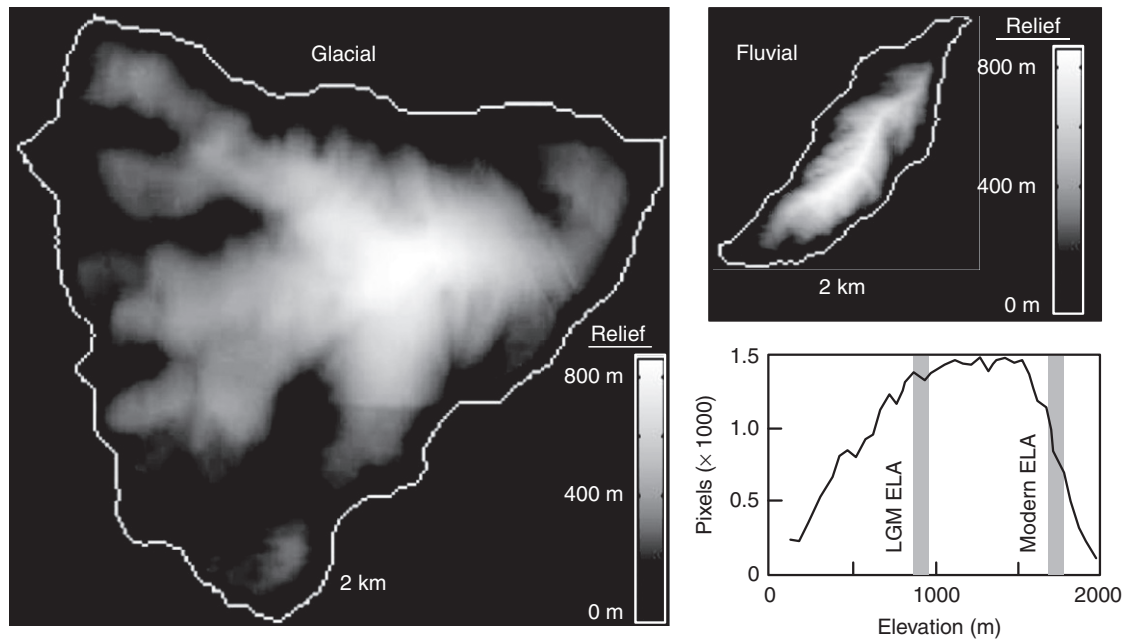 Glacial
Relief
800 m
400 m
0 m
2 km
Fluvial
Relief
800 m
400 m
0 m
2 km
1.5
1.0
0.5
0
Pixels (× 1000)
LGM ELA
Modern ELA
0
1000
2000
Elevation (m)